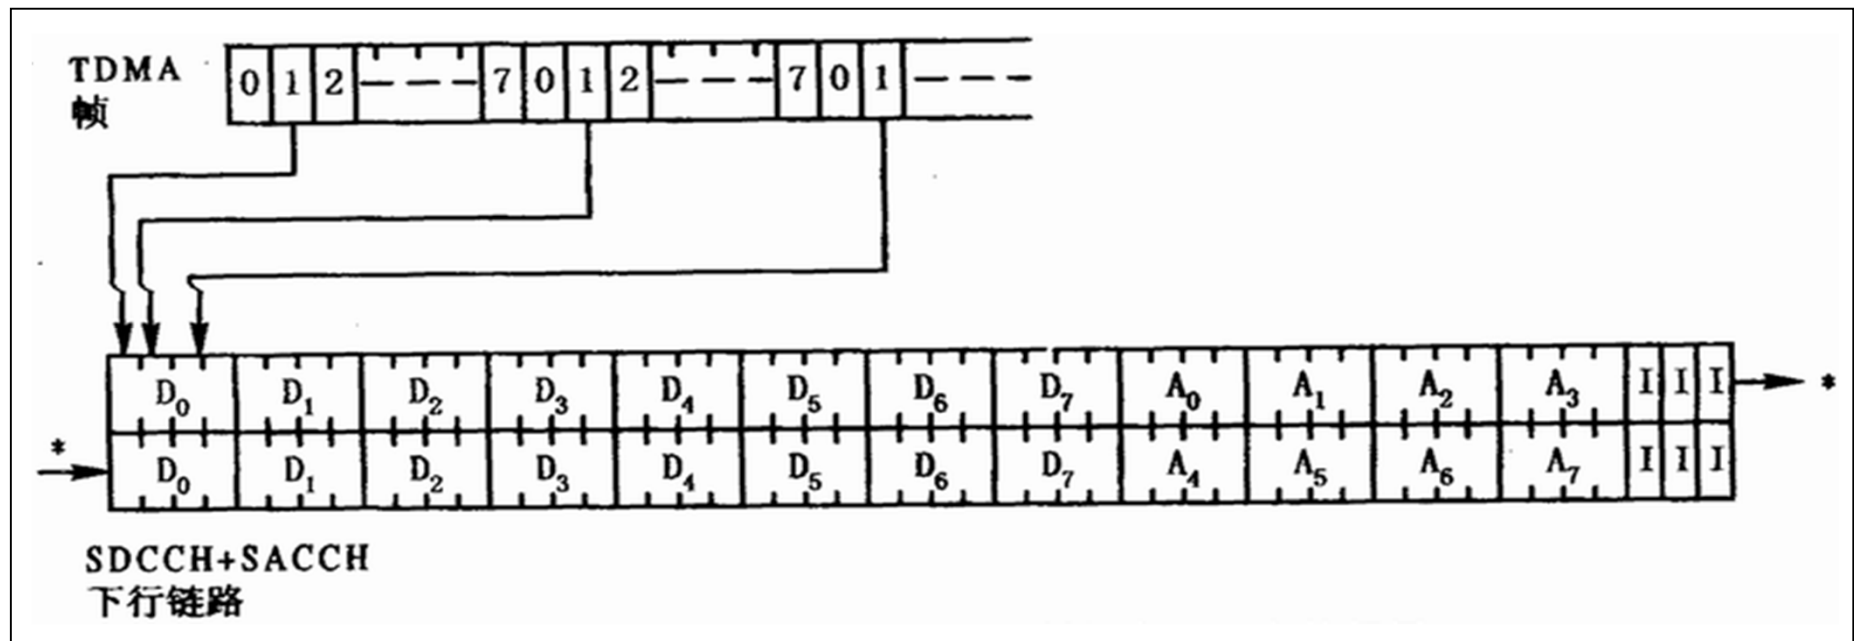 TDMA 0 1 2 ---7 0 1 2 ---7 0 1 ---
帧
D₀ D₁ D₂ D₃ D₄ D₅ D₆ D₇ A₀ A₁ A₂ A₃ I I I *
* D₀ D₁ D₂ D₃ D₄ D₅ D₆ D₇ A₄ A₅ A₆ A₇ I I I
SDCCH+SACCH
下行链路